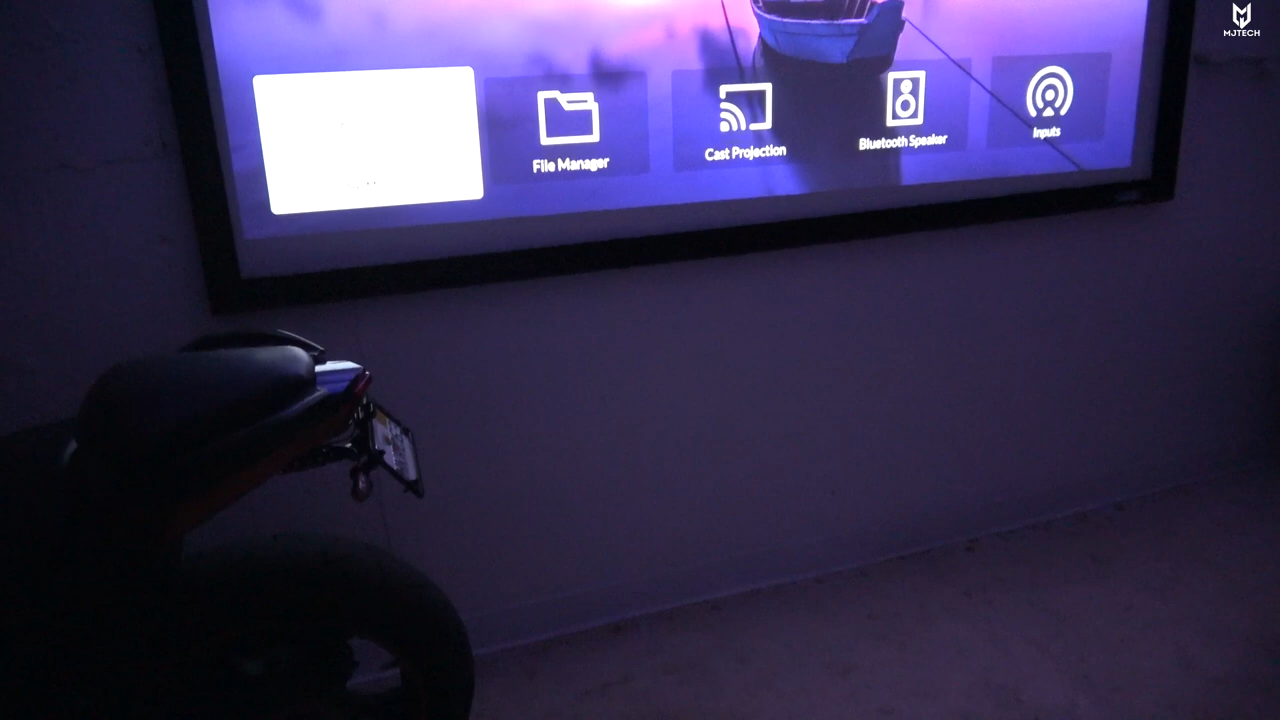 MJTECH
File Manager
Cast Projection
Bluetooth Speaker
Inputs